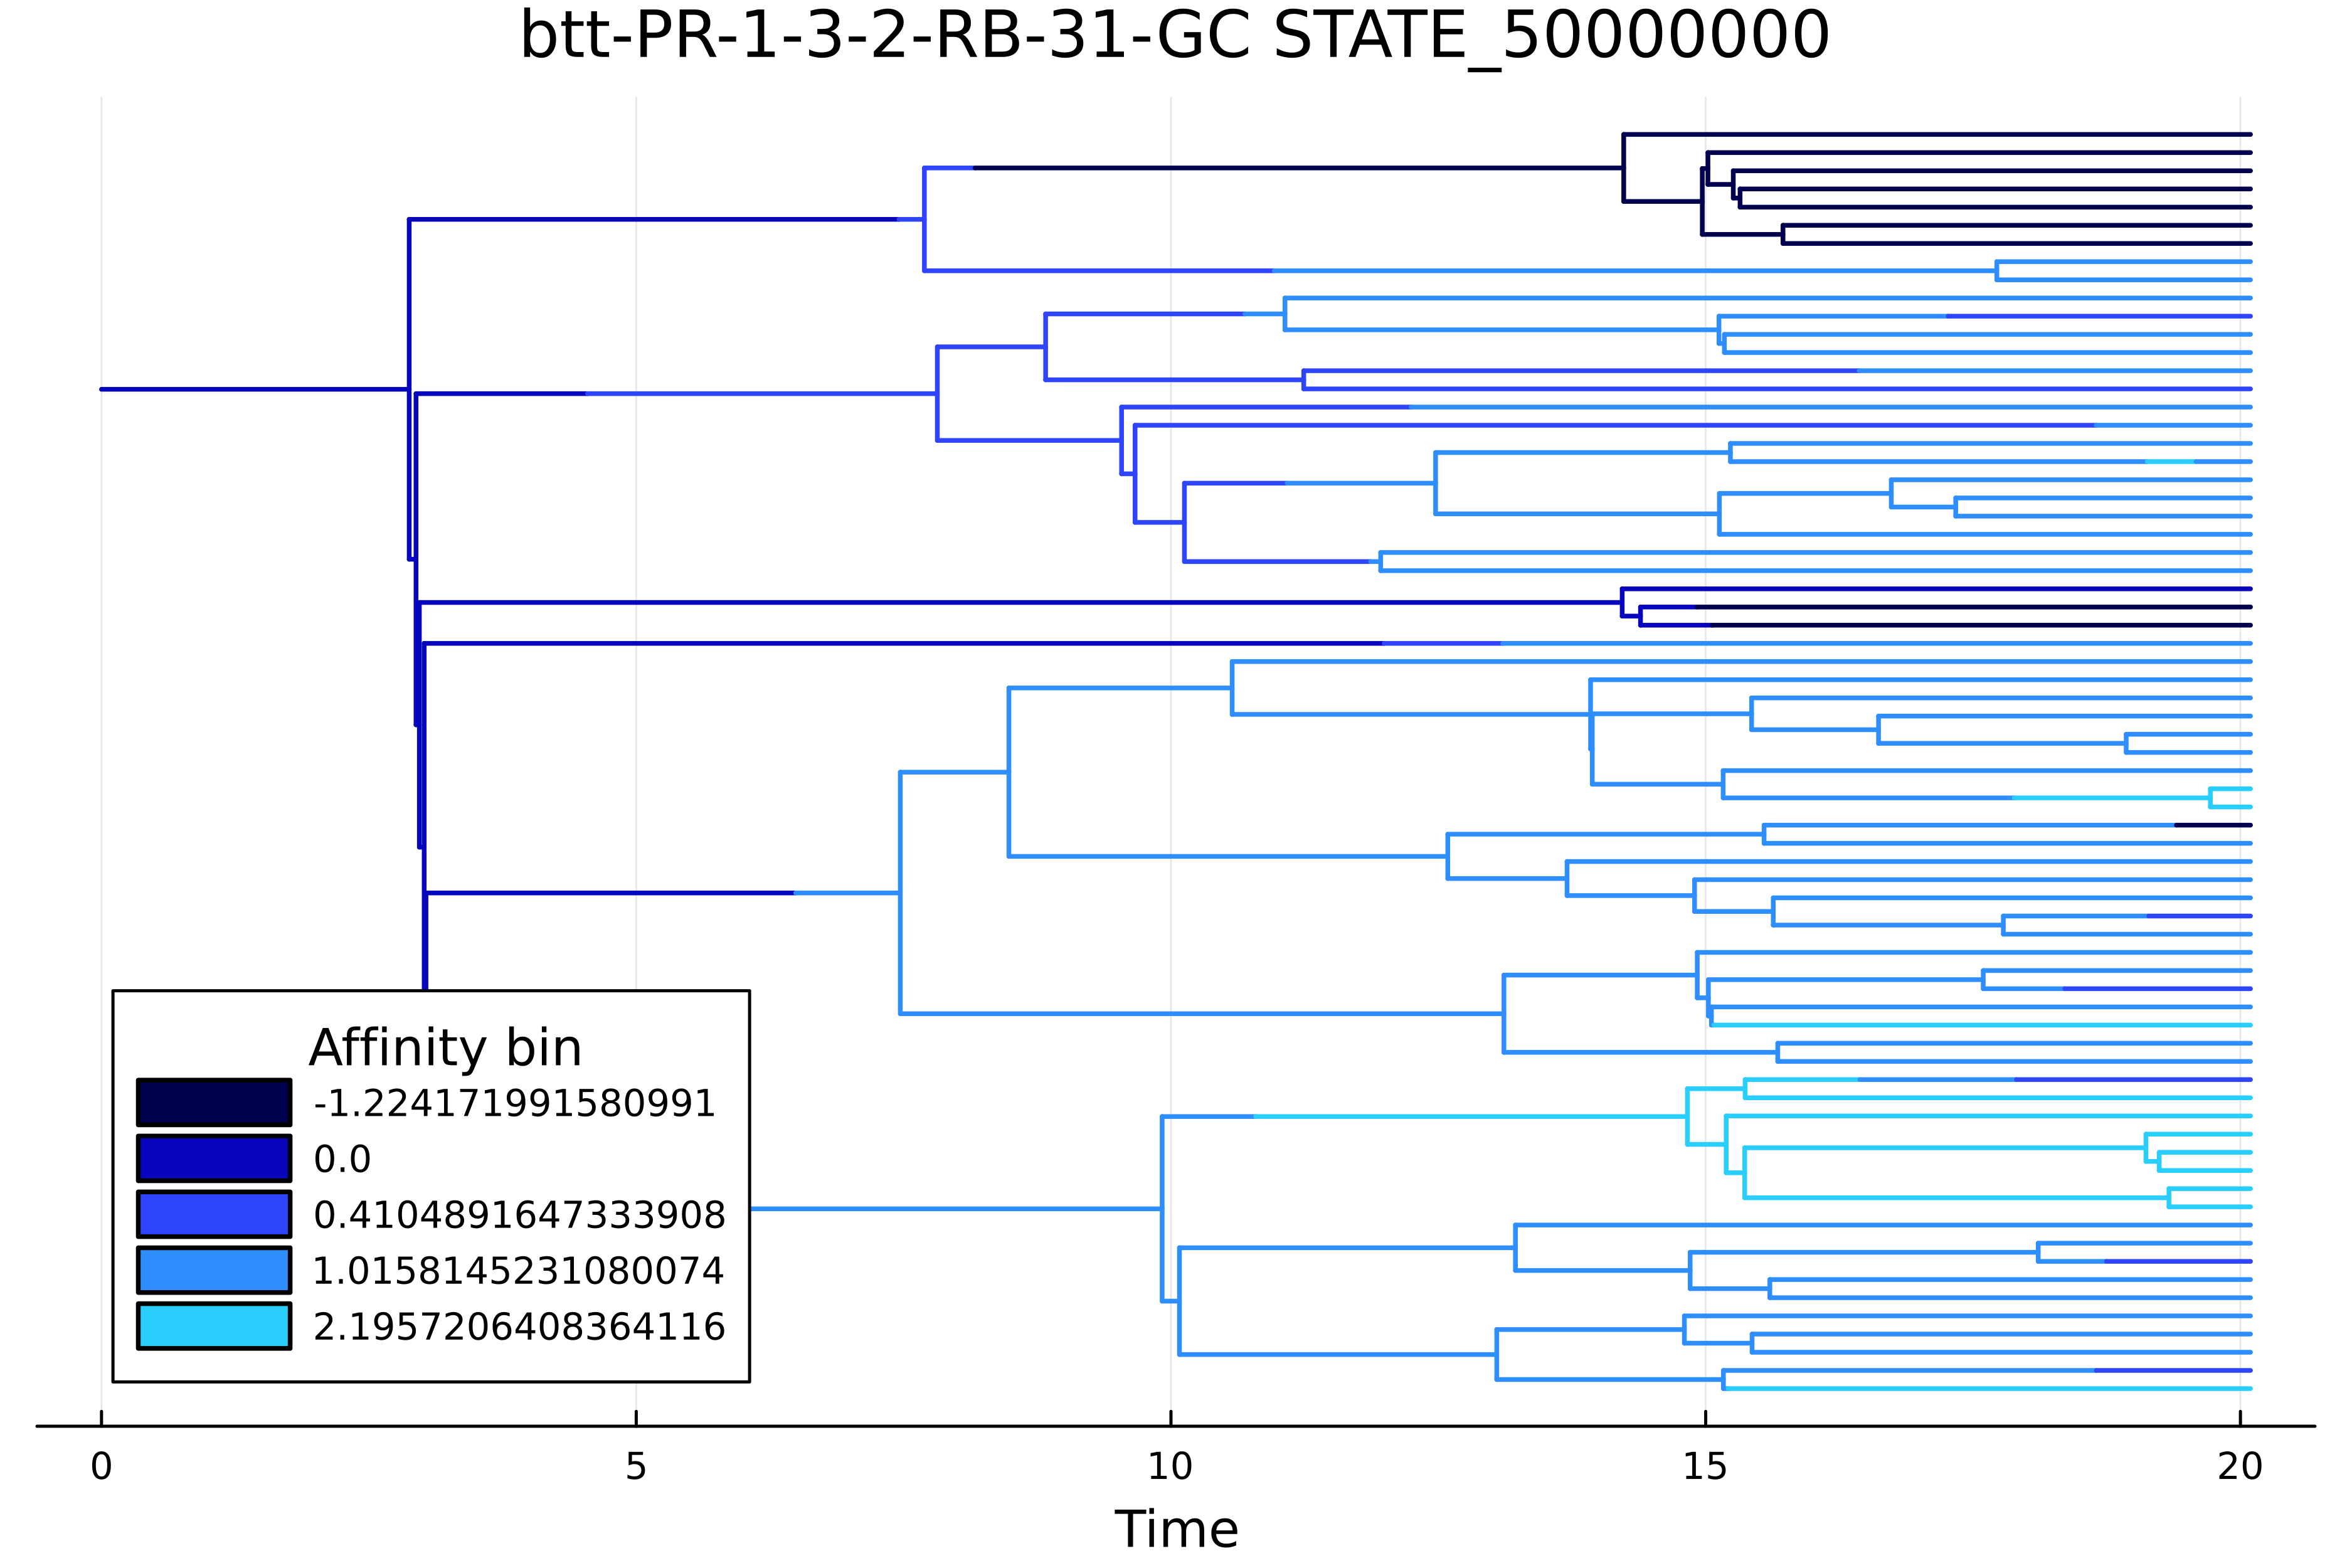 btt-PR-1-3-2-RB-31-GC STATE_50000000
Affinity bin
-1.224171991580991
0.0
0.4104891647333908
1.0158145231080074
2.1957206408364116
0 5 10 15 20
Time